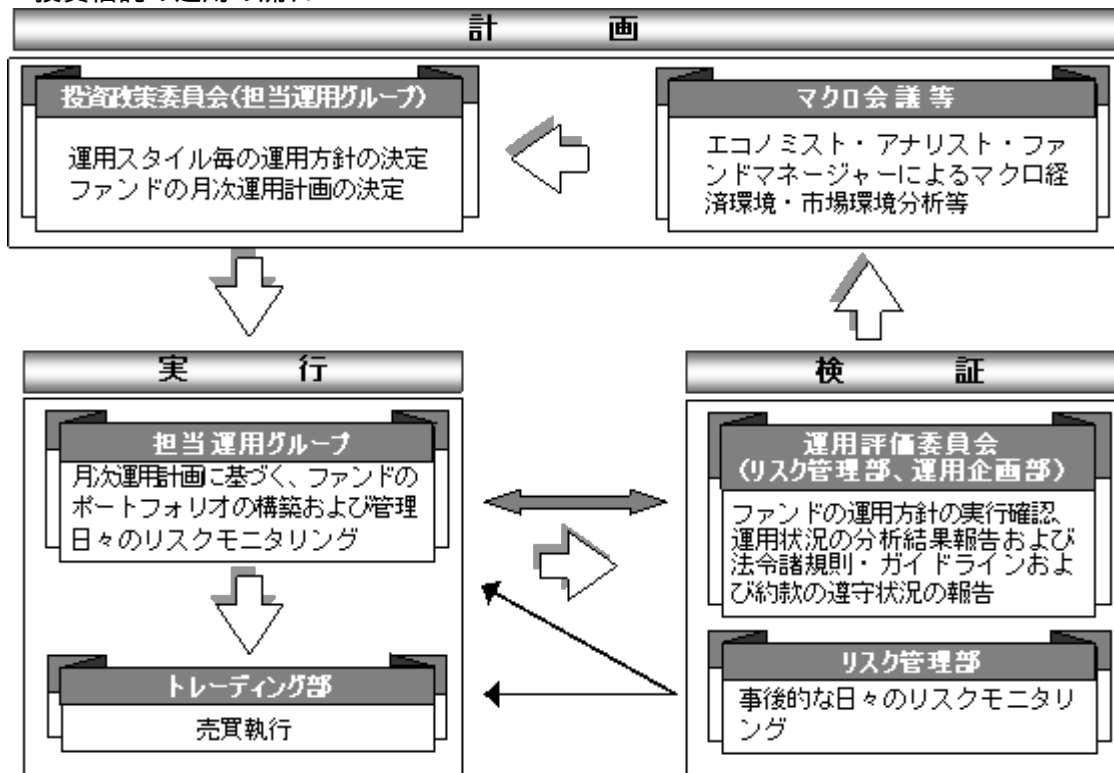 計 画
投資政策委員会(担当運用グループ)
運用スタイル毎の運用方針の決定
ファンドの月次運用計画の決定
マクロ会議等
エコノミスト・アナリスト・ファ
ンドマネージャーによるマクロ経
済環境・市場環境分析等
実 行
担当運用グループ
月次運用計画に基づく、ファンドの
ポートフォリオの構築および管理
日々のリスクモニタリング
トレーディング部
売買執行
検 証
運用評価委員会
(リスク管理部、運用企画部)
ファンドの運用方針の実行確認、
運用状況の分析結果報告および
法令諸規則・ガイドラインおよ
び約款の遵守状況の報告
リスク管理部
事後的な日々のリスクモニタリ
ング